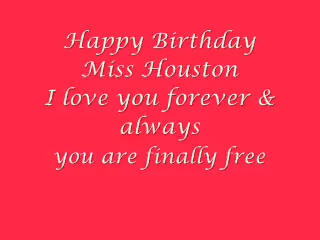 Happy Birthday
Miss Houston
I love you forever &
always
you are finally free